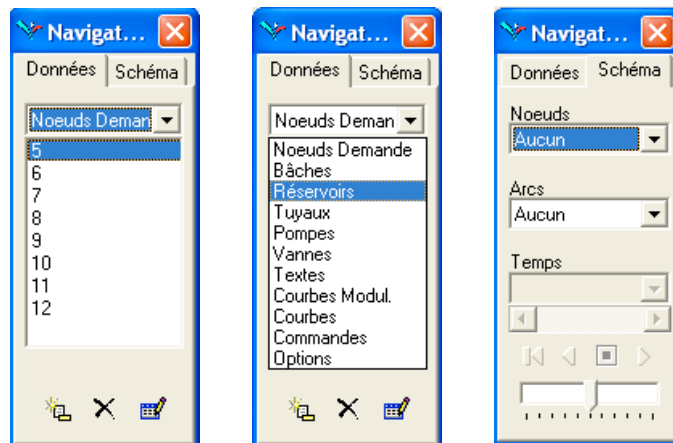 Navigat...
Données Schéma
Noeuds Deman
5
6
7
8
9
10
11
12
Navigat...
Données Schéma
Noeuds Deman
Noeuds Demande
Bâches
Réservoirs
Tuyaux
Pompes
Vannes
Textes
Courbes Modul.
Courbes
Commandes
Options
Navigat...
Données Schéma
Noeuds
Aucun
Arcs
Aucun
Temps